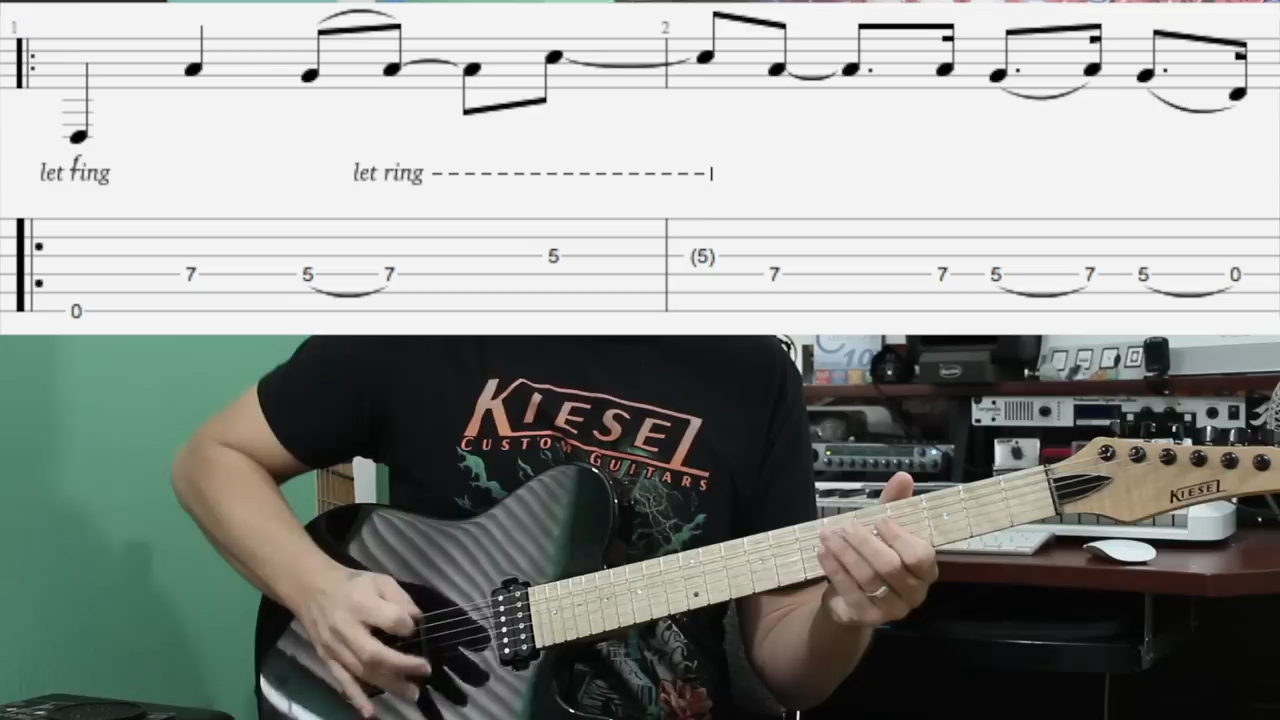 1 2
f
let ring let ring
5 (5)
7 5 7 7 7 5 7 5 0
0
KIESEL
CUSTOM GUITARS
C
10
KIESEL